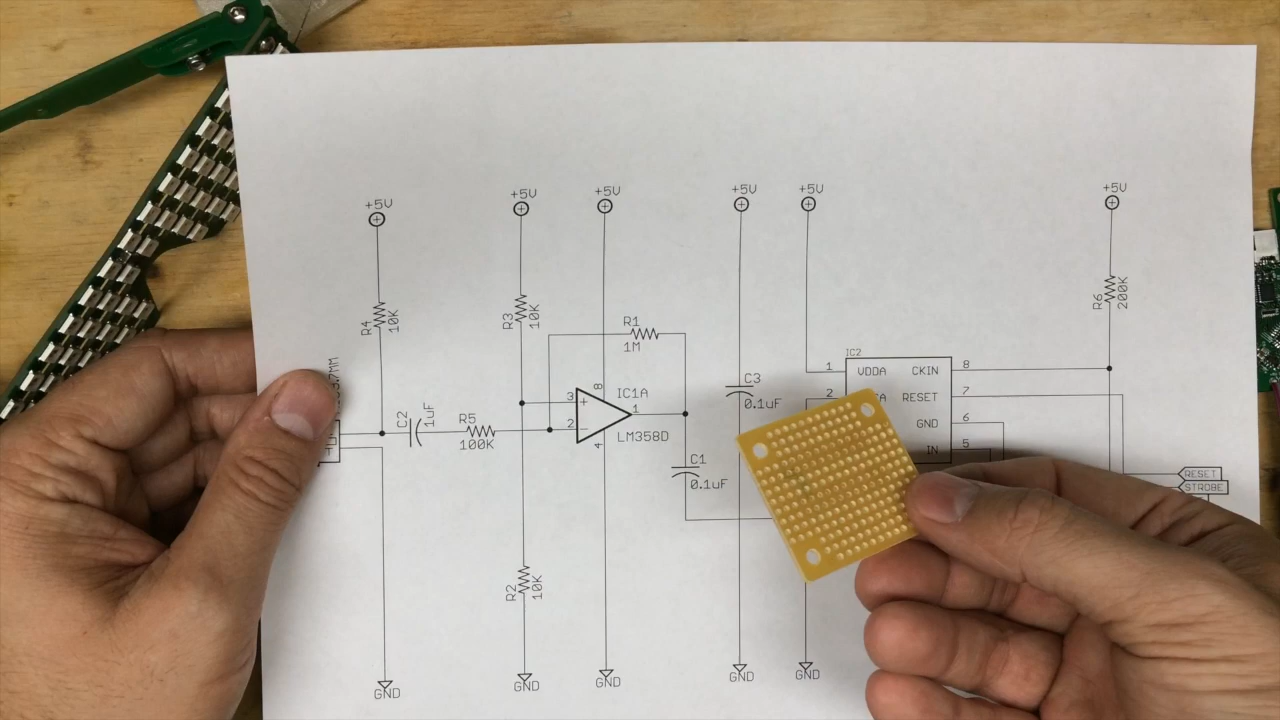 +5V
+5V
+5V
+5V
+5V
+5V
R4
10K
R3
10K
R6
200K
R1
1M
IC2
1
VDDA
CKIN
8
C3
0.1uF
2
RESET
7
C2
1uF
R5
100K
3
2
8
4
1
IC1A
LM358D
GND
6
IN
5
C1
0.1uF
RESET
STROBE
R2
10K
GND
GND
GND
GND
GND